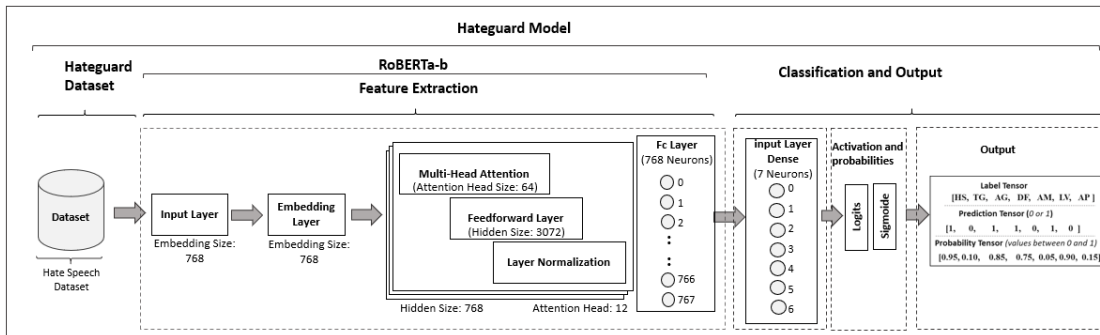 Hateguard Model
Hateguard
Dataset
RoBERTa-b
Feature Extraction
Classification and Output
Dataset
Hate Speech
Dataset
Input Layer
Embedding Size:
768
Embedding
Layer
Embedding Size:
768
Multi-Head Attention
(Attention Head Size: 64)
Feedforward Layer
(Hidden Size: 3072)
Layer Normalization
Hidden Size: 768
Attention Head: 12
Fc Layer
(768 Neurons)
0
1
2
766
767
input Layer
Dense
(7 Neurons)
0
1
2
3
4
5
6
Activation and
probabilities
Logits
Sigmoide
Output
Label Tensor
[HS, TG, AG, DF, AM, LV, AP ]
Prediction Tensor (0 or 1)
[1, 0, 1, 1, 0, 1, 0 ]
Probability Tensor (values between 0 and 1)
[0.95, 0.10, 0.85, 0.75, 0.05, 0.90, 0.15]